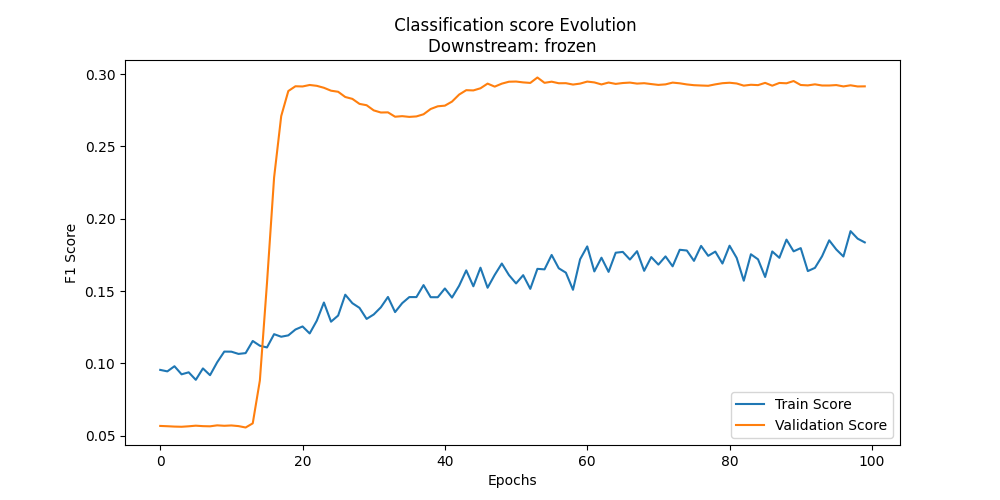 Classification score Evolution
Downstream: frozen
F1 Score
0.30
0.25
0.20
0.15
0.10
0.05
0
20
40
60
80
100
Epochs
Train Score
Validation Score